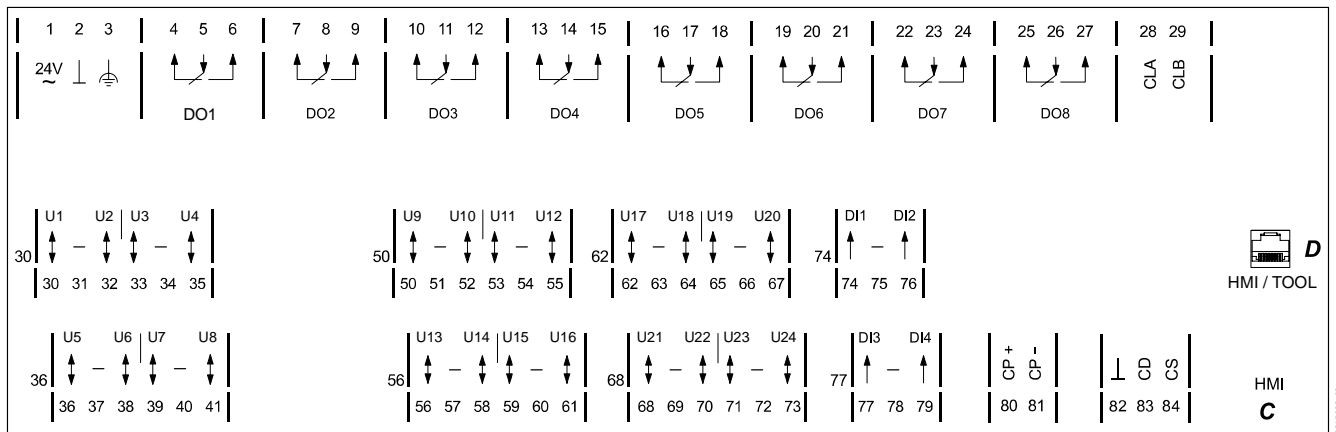 1 2 3 4 5 6 7 8 9 10 11 12 13 14 15 16 17 18 19 20 21 22 23 24 25 26 27 28 29
24V ~ CLA CLB
DO1 DO2 DO3 DO4 DO5 DO6 DO7 DO8
U1 U2 U3 U4 U9 U10 U11 U12 U17 U18 U19 U20 DI1 DI2
30 – – 50 – – 62 – – 74 – D
30 31 32 33 34 35 50 51 52 53 54 55 62 63 64 65 66 67 74 75 76 HMI / TOOL
U5 U6 U7 U8 U13 U14 U15 U16 U21 U22 U23 U24 DI3 DI4
36 – – 56 – – 68 – – 77 – CP + CP - CD CS HMI
36 37 38 39 40 41 56 57 58 59 60 61 68 69 70 71 72 73 77 78 79 80 81 82 83 84 C